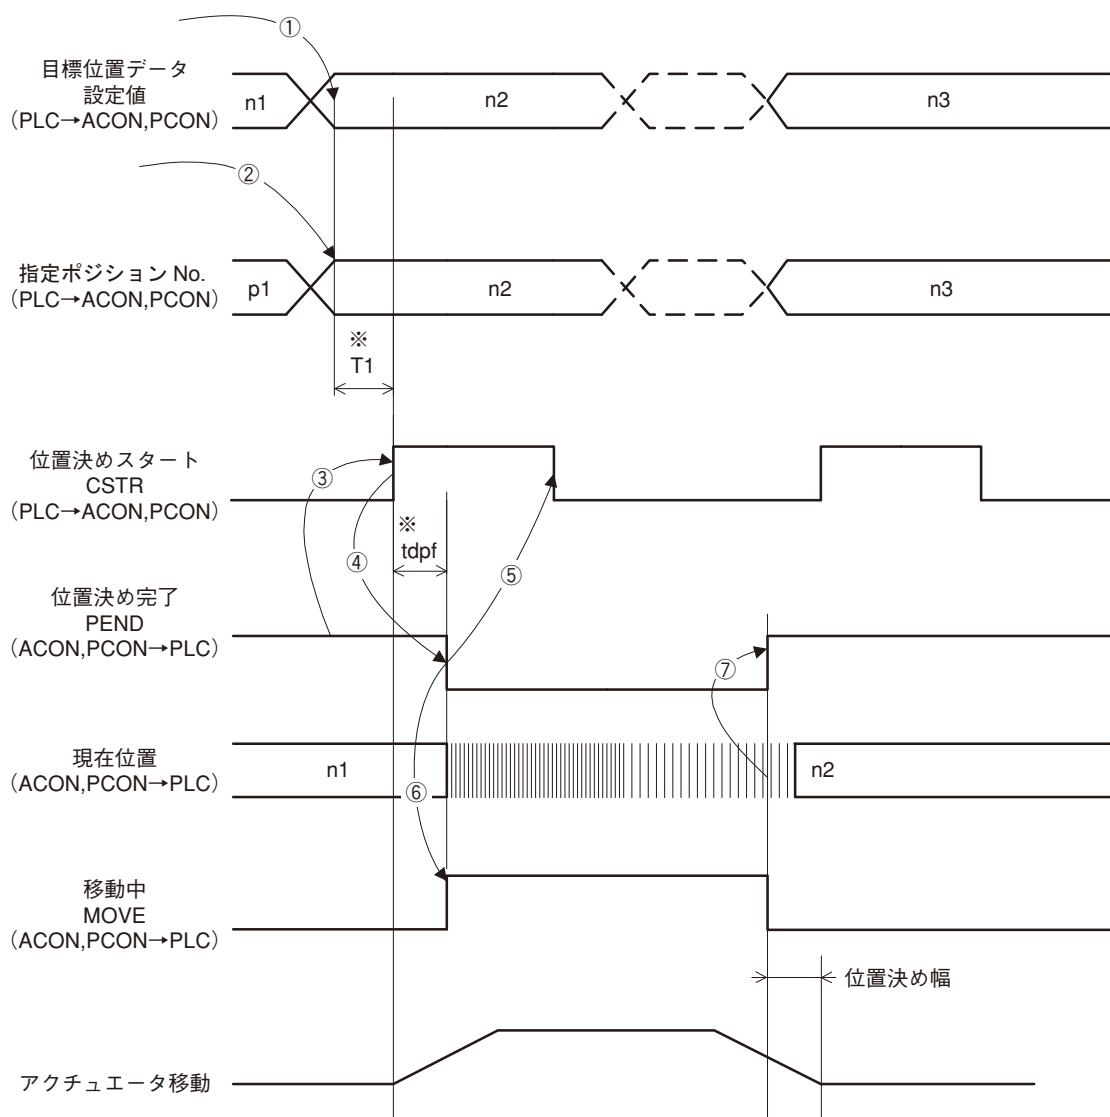 ①
目標位置データ
設定値
（PLC→ACON,PCON）
n1
n2
n3
②
指定ポジション No.
（PLC→ACON,PCON）
p1
n2
n3
※
T1
位置決めスタート
CSTR
（PLC→ACON,PCON）
③
※
tdpf
④
⑤
位置決め完了
PEND
（ACON,PCON→PLC）
⑦
現在位置
（ACON,PCON→PLC）
n1
n2
⑥
移動中
MOVE
（ACON,PCON→PLC）
位置決め幅
アクチュエータ移動